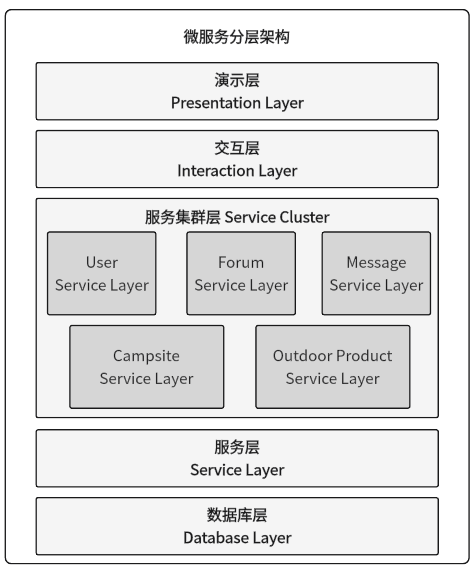 微服务分层架构
演示层
Presentation Layer
交互层
Interaction Layer
服务集群层 Service Cluster
User
Service Layer
Forum
Service Layer
Message
Service Layer
Campsite
Service Layer
Outdoor Product
Service Layer
服务层
Service Layer
数据库层
Database Layer